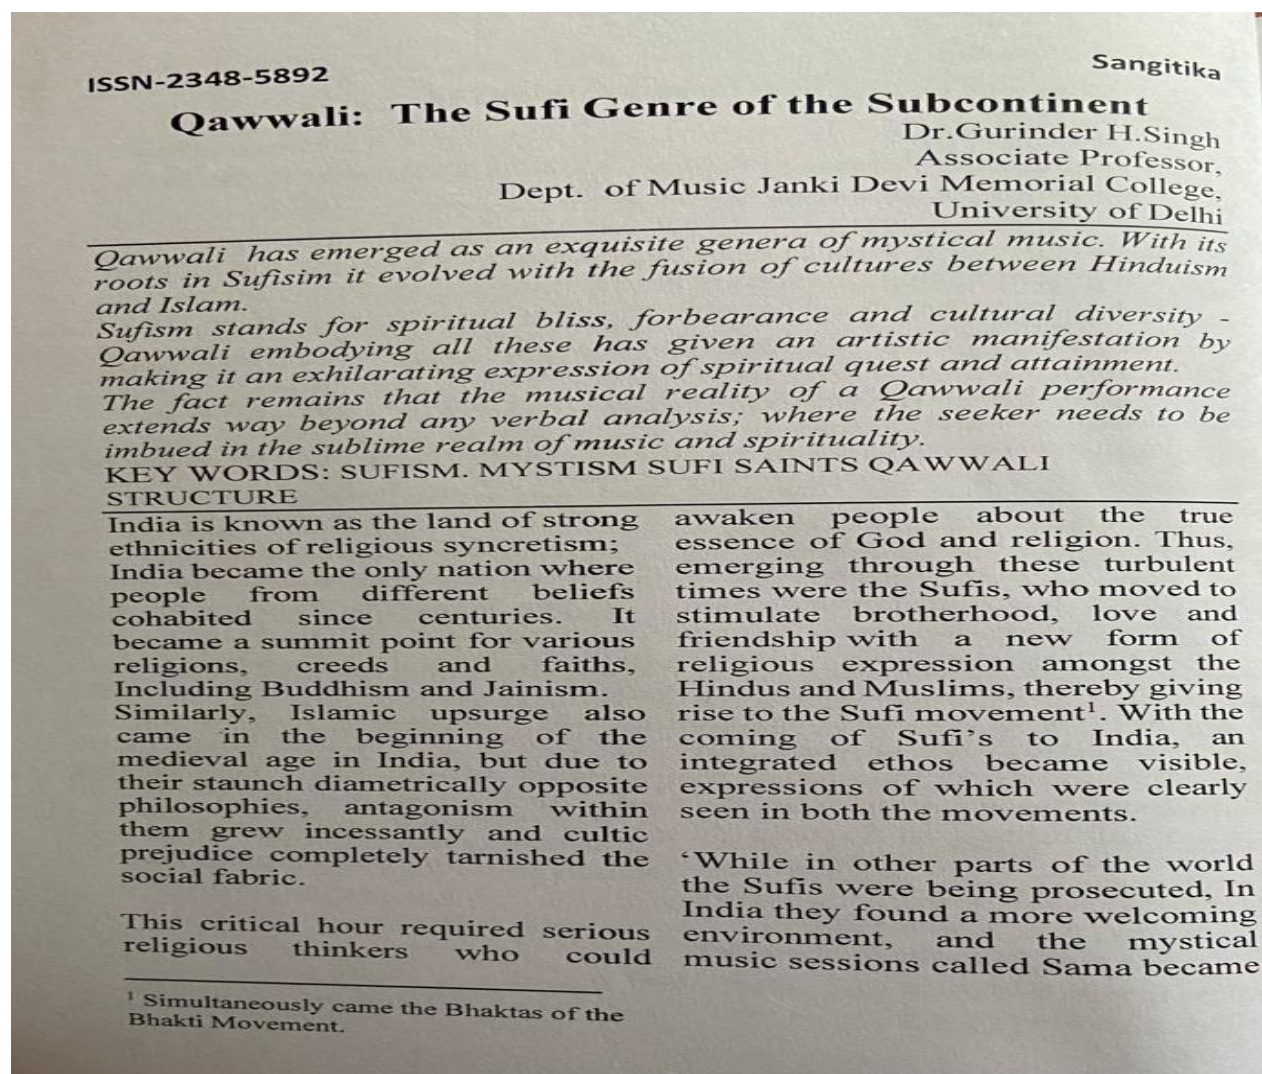 ISSN-2348-5892
Sangitika
Qawwali: The Sufi Genre of the Subcontinent
Dr.Gurinder H.Singh
Associate Professor,
Dept. of Music Janki Devi Memorial College,
University of Delhi
Qawwali has emerged as an exquisite genera of mystical music. With its
roots in Sufisim it evolved with the fusion of cultures between Hinduism
and Islam.
Sufism stands for spiritual bliss, forbearance and cultural diversity -
Qawwali embodying all these has given an artistic manifestation by
making it an exhilarating expression of spiritual quest and attainment.
The fact remains that the musical reality of a Qawwali performance
extends way beyond any verbal analysis; where the seeker needs to be
imbued in the sublime realm of music and spirituality.
KEY WORDS: SUFISM. MYSTISM SUFI SAINTS QAWWALI
STRUCTURE
India is known as the land of strong
ethnicities of religious syncretism;
India became the only nation where
people from different beliefs
cohabited since centuries. It
became a summit point for various
religions, creeds and faiths,
Including Buddhism and Jainism.
Similarly, Islamic upsurge also
came in the beginning of the
medieval age in India, but due to
their staunch diametrically opposite
philosophies, antagonism within
them grew incessantly and cultic
prejudice completely tarnished the
social fabric.
This critical hour required serious
religious thinkers who could
awaken people about the true
essence of God and religion. Thus,
emerging through these turbulent
times were the Sufis, who moved to
stimulate brotherhood, love and
friendship with a new form of
religious expression amongst the
Hindus and Muslims, thereby giving
rise to the Sufi movement¹. With the
coming of Sufi's to India, an
integrated ethos became visible,
expressions of which were clearly
seen in both the movements.
‘While in other parts of the world
the Sufis were being prosecuted, In
India they found a more welcoming
environment, and the mystical
music sessions called Sama became
¹ Simultaneously came the Bhaktas of the
Bhakti Movement.